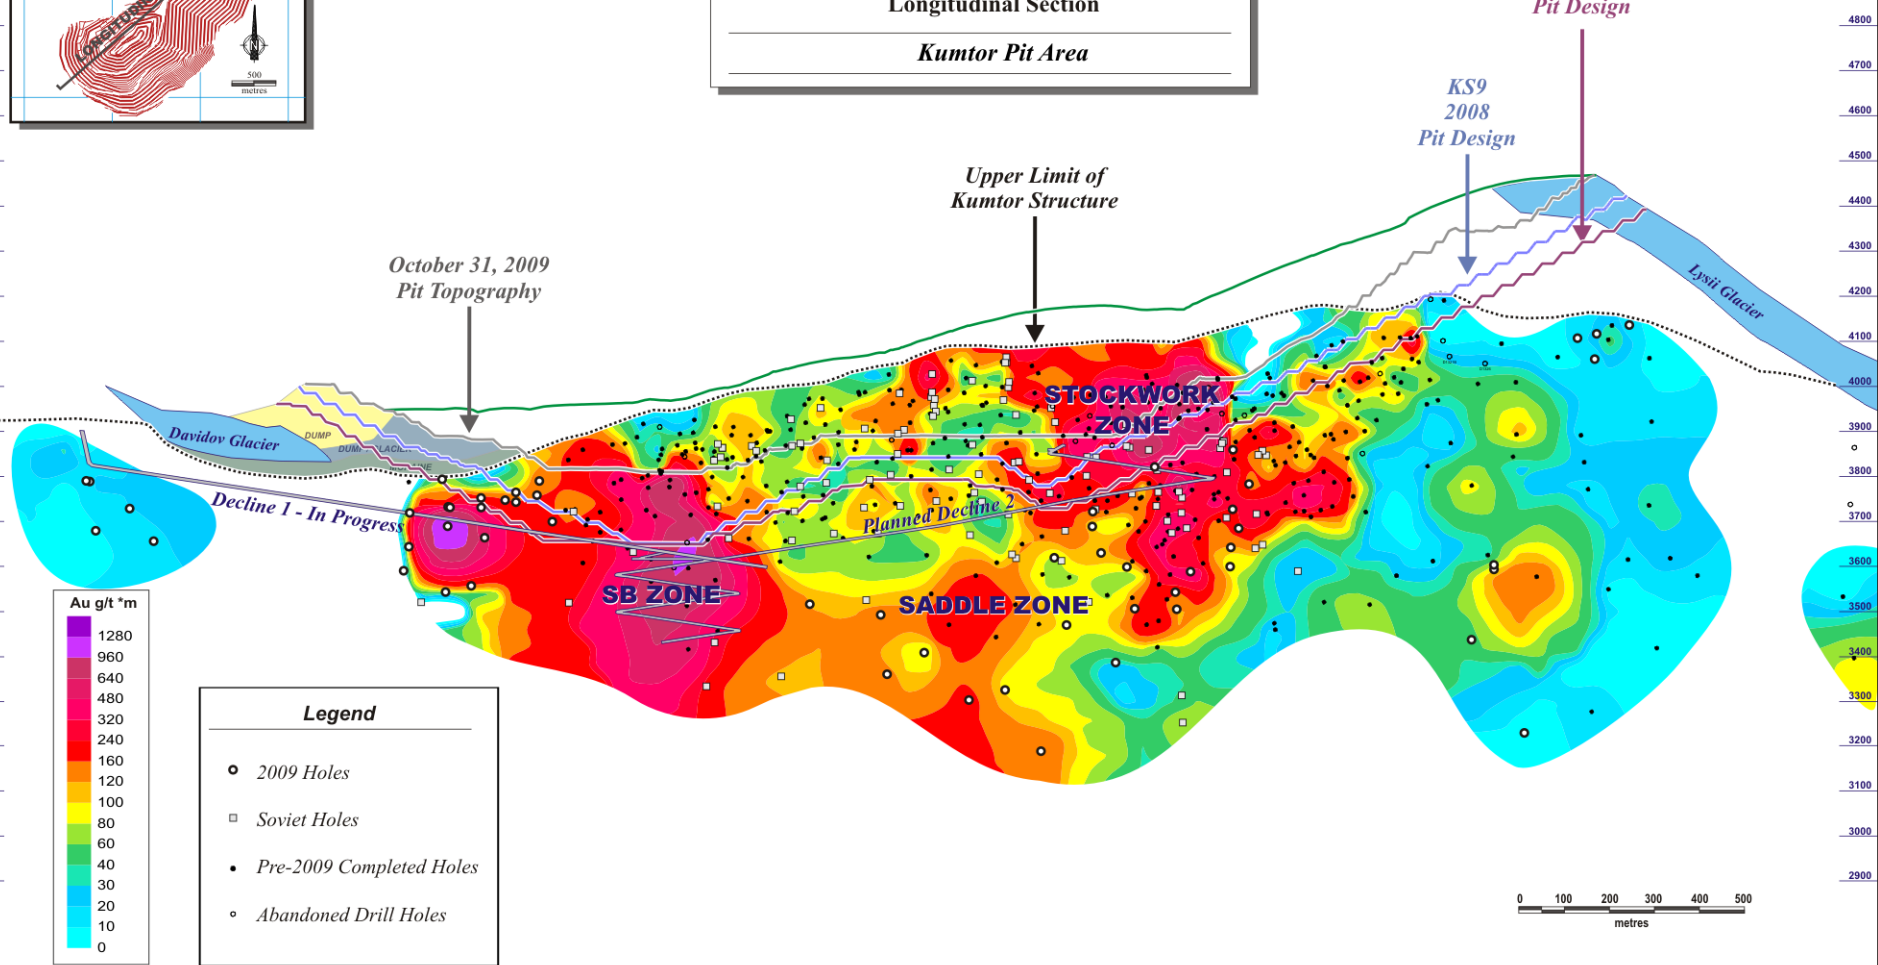 LONGITUD
N
500
metres
Longitudinal Section
Kumtor Pit Area
Pit Design
KS9
2008
Pit Design
Upper Limit of
Kumtor Structure
October 31, 2009
Pit Topography
Lysii Glacier
Davidov Glacier
DUMP
STOCKWORK
ZONE
Decline 1 - In Progress
Planned Decline 2
SB ZONE
SADDLE ZONE
4800
4700
4600
4500
4400
4300
4200
4100
4000
3900
3800
3700
3600
3500
3400
3300
3200
3100
3000
2900
Au g/t *m
1280
960
640
480
320
240
160
120
100
80
60
40
30
20
10
0
Legend
2009 Holes
Soviet Holes
Pre-2009 Completed Holes
Abandoned Drill Holes
0 100 200 300 400 500
metres